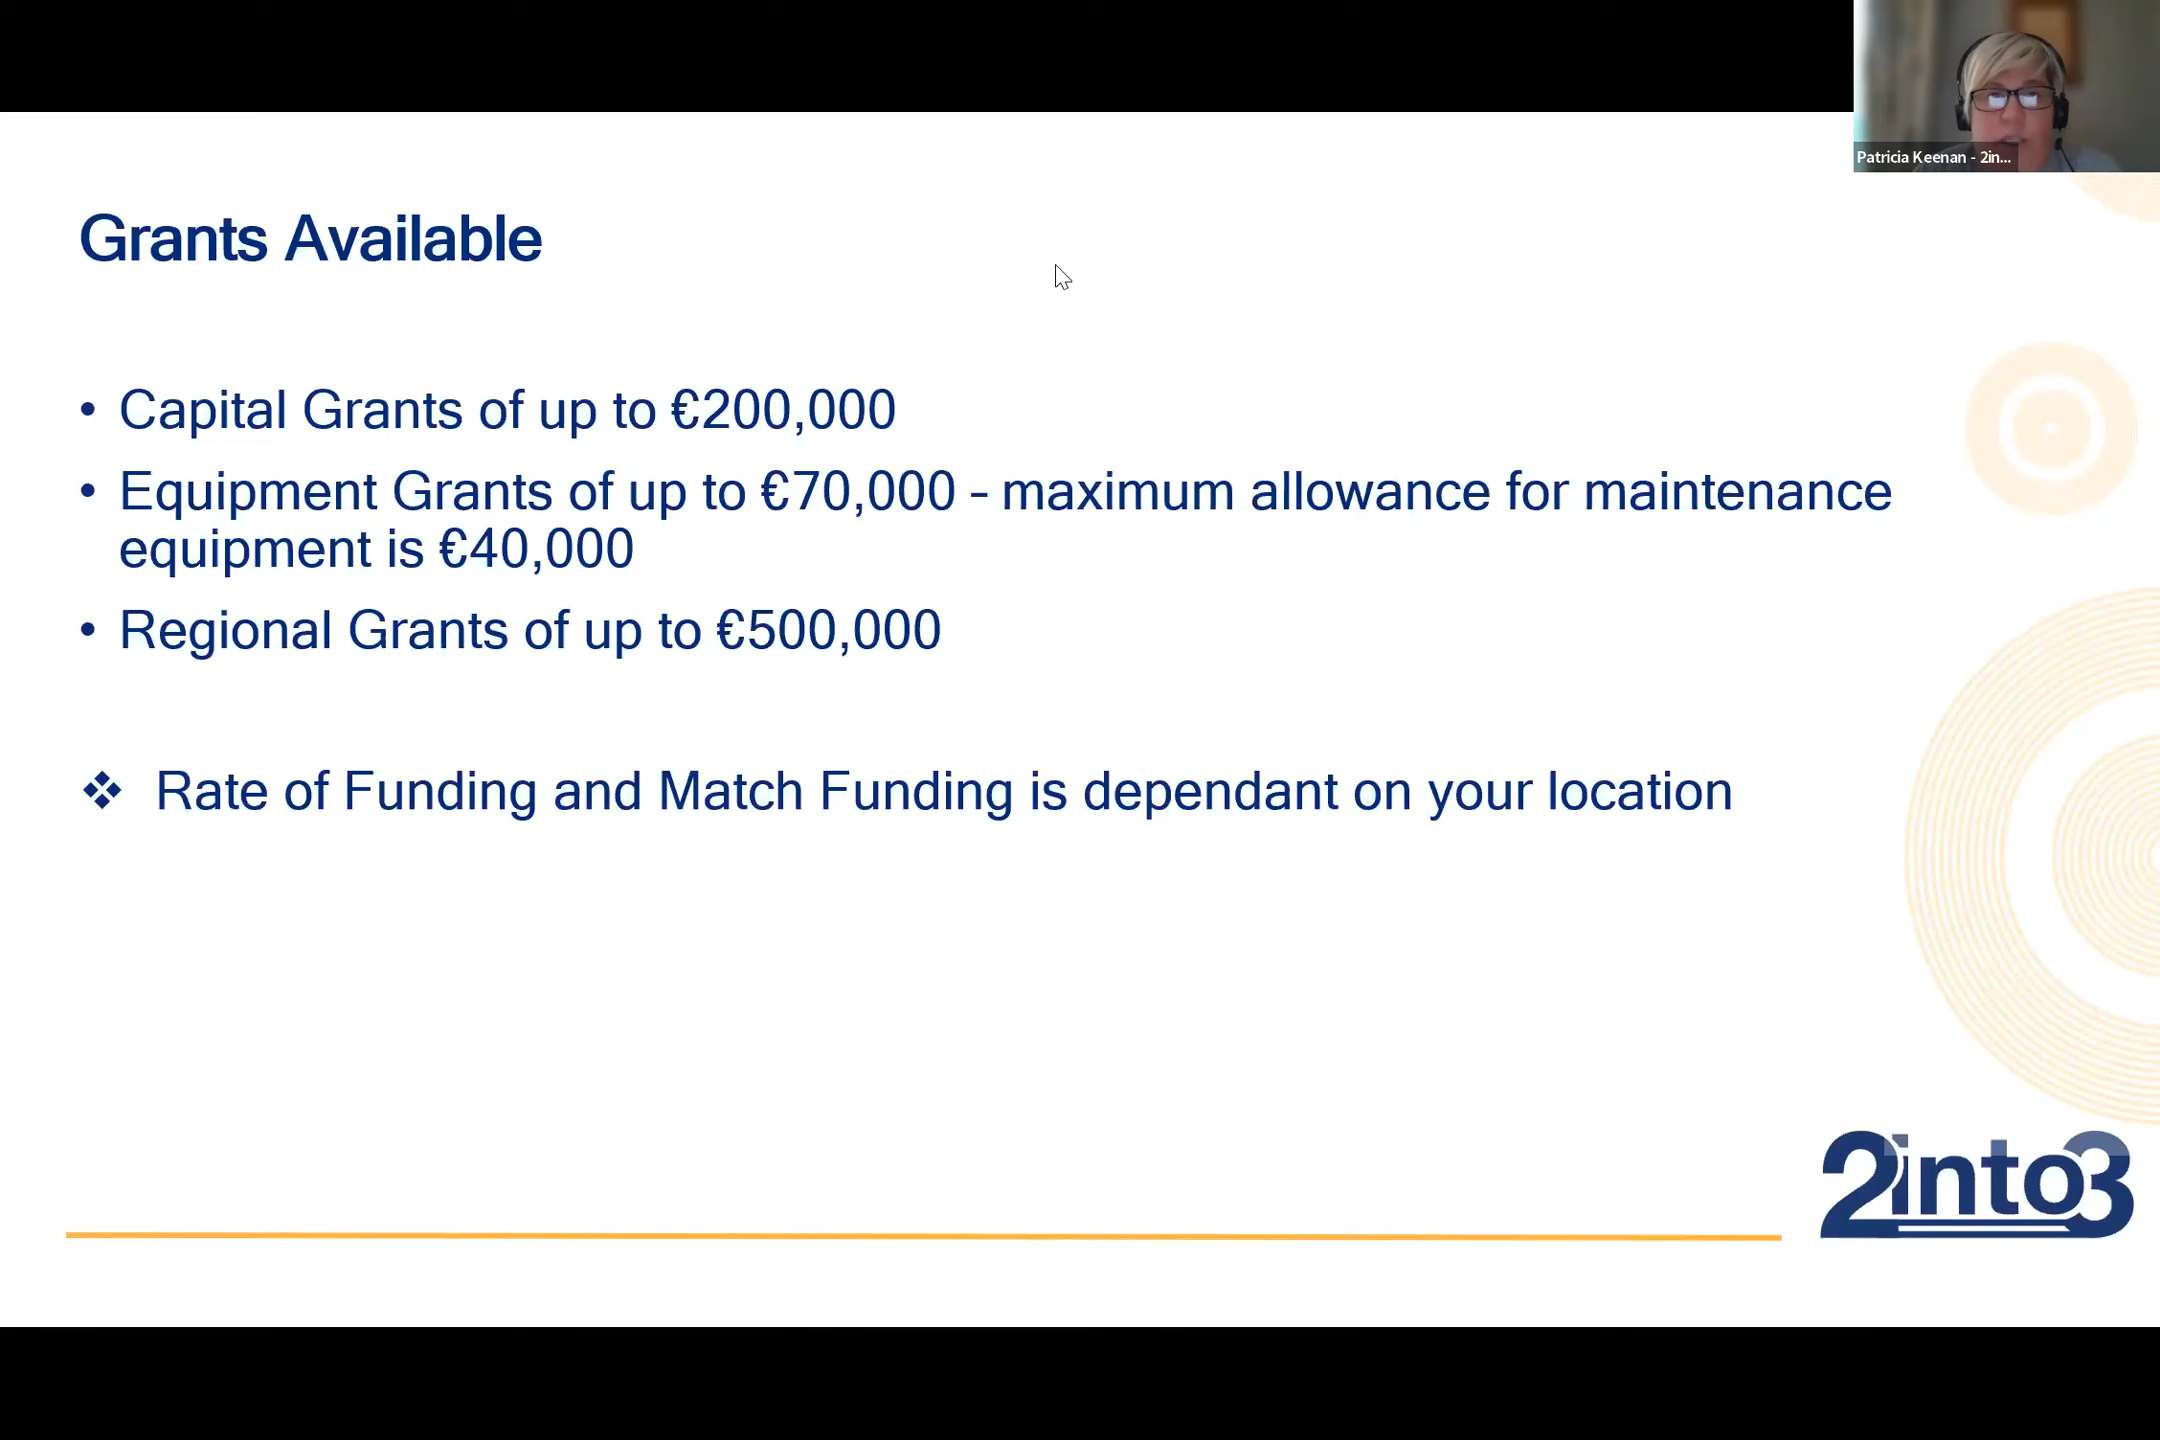 Patricia Keenan - 2in...
Grants Available
• Capital Grants of up to €200,000
• Equipment Grants of up to €70,000 – maximum allowance for maintenance
equipment is €40,000
• Regional Grants of up to €500,000
❖ Rate of Funding and Match Funding is dependant on your location
2into3